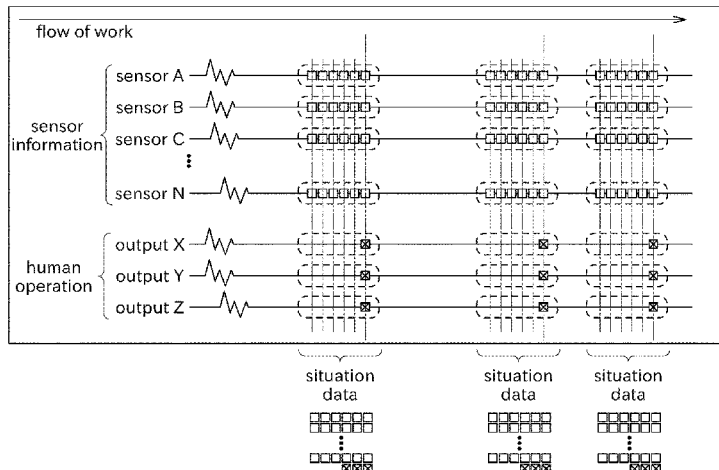 flow of work
sensor A
sensor B
sensor C
sensor N
sensor
information
output X
output Y
output Z
human
operation
situation
data
situation
data
situation
data